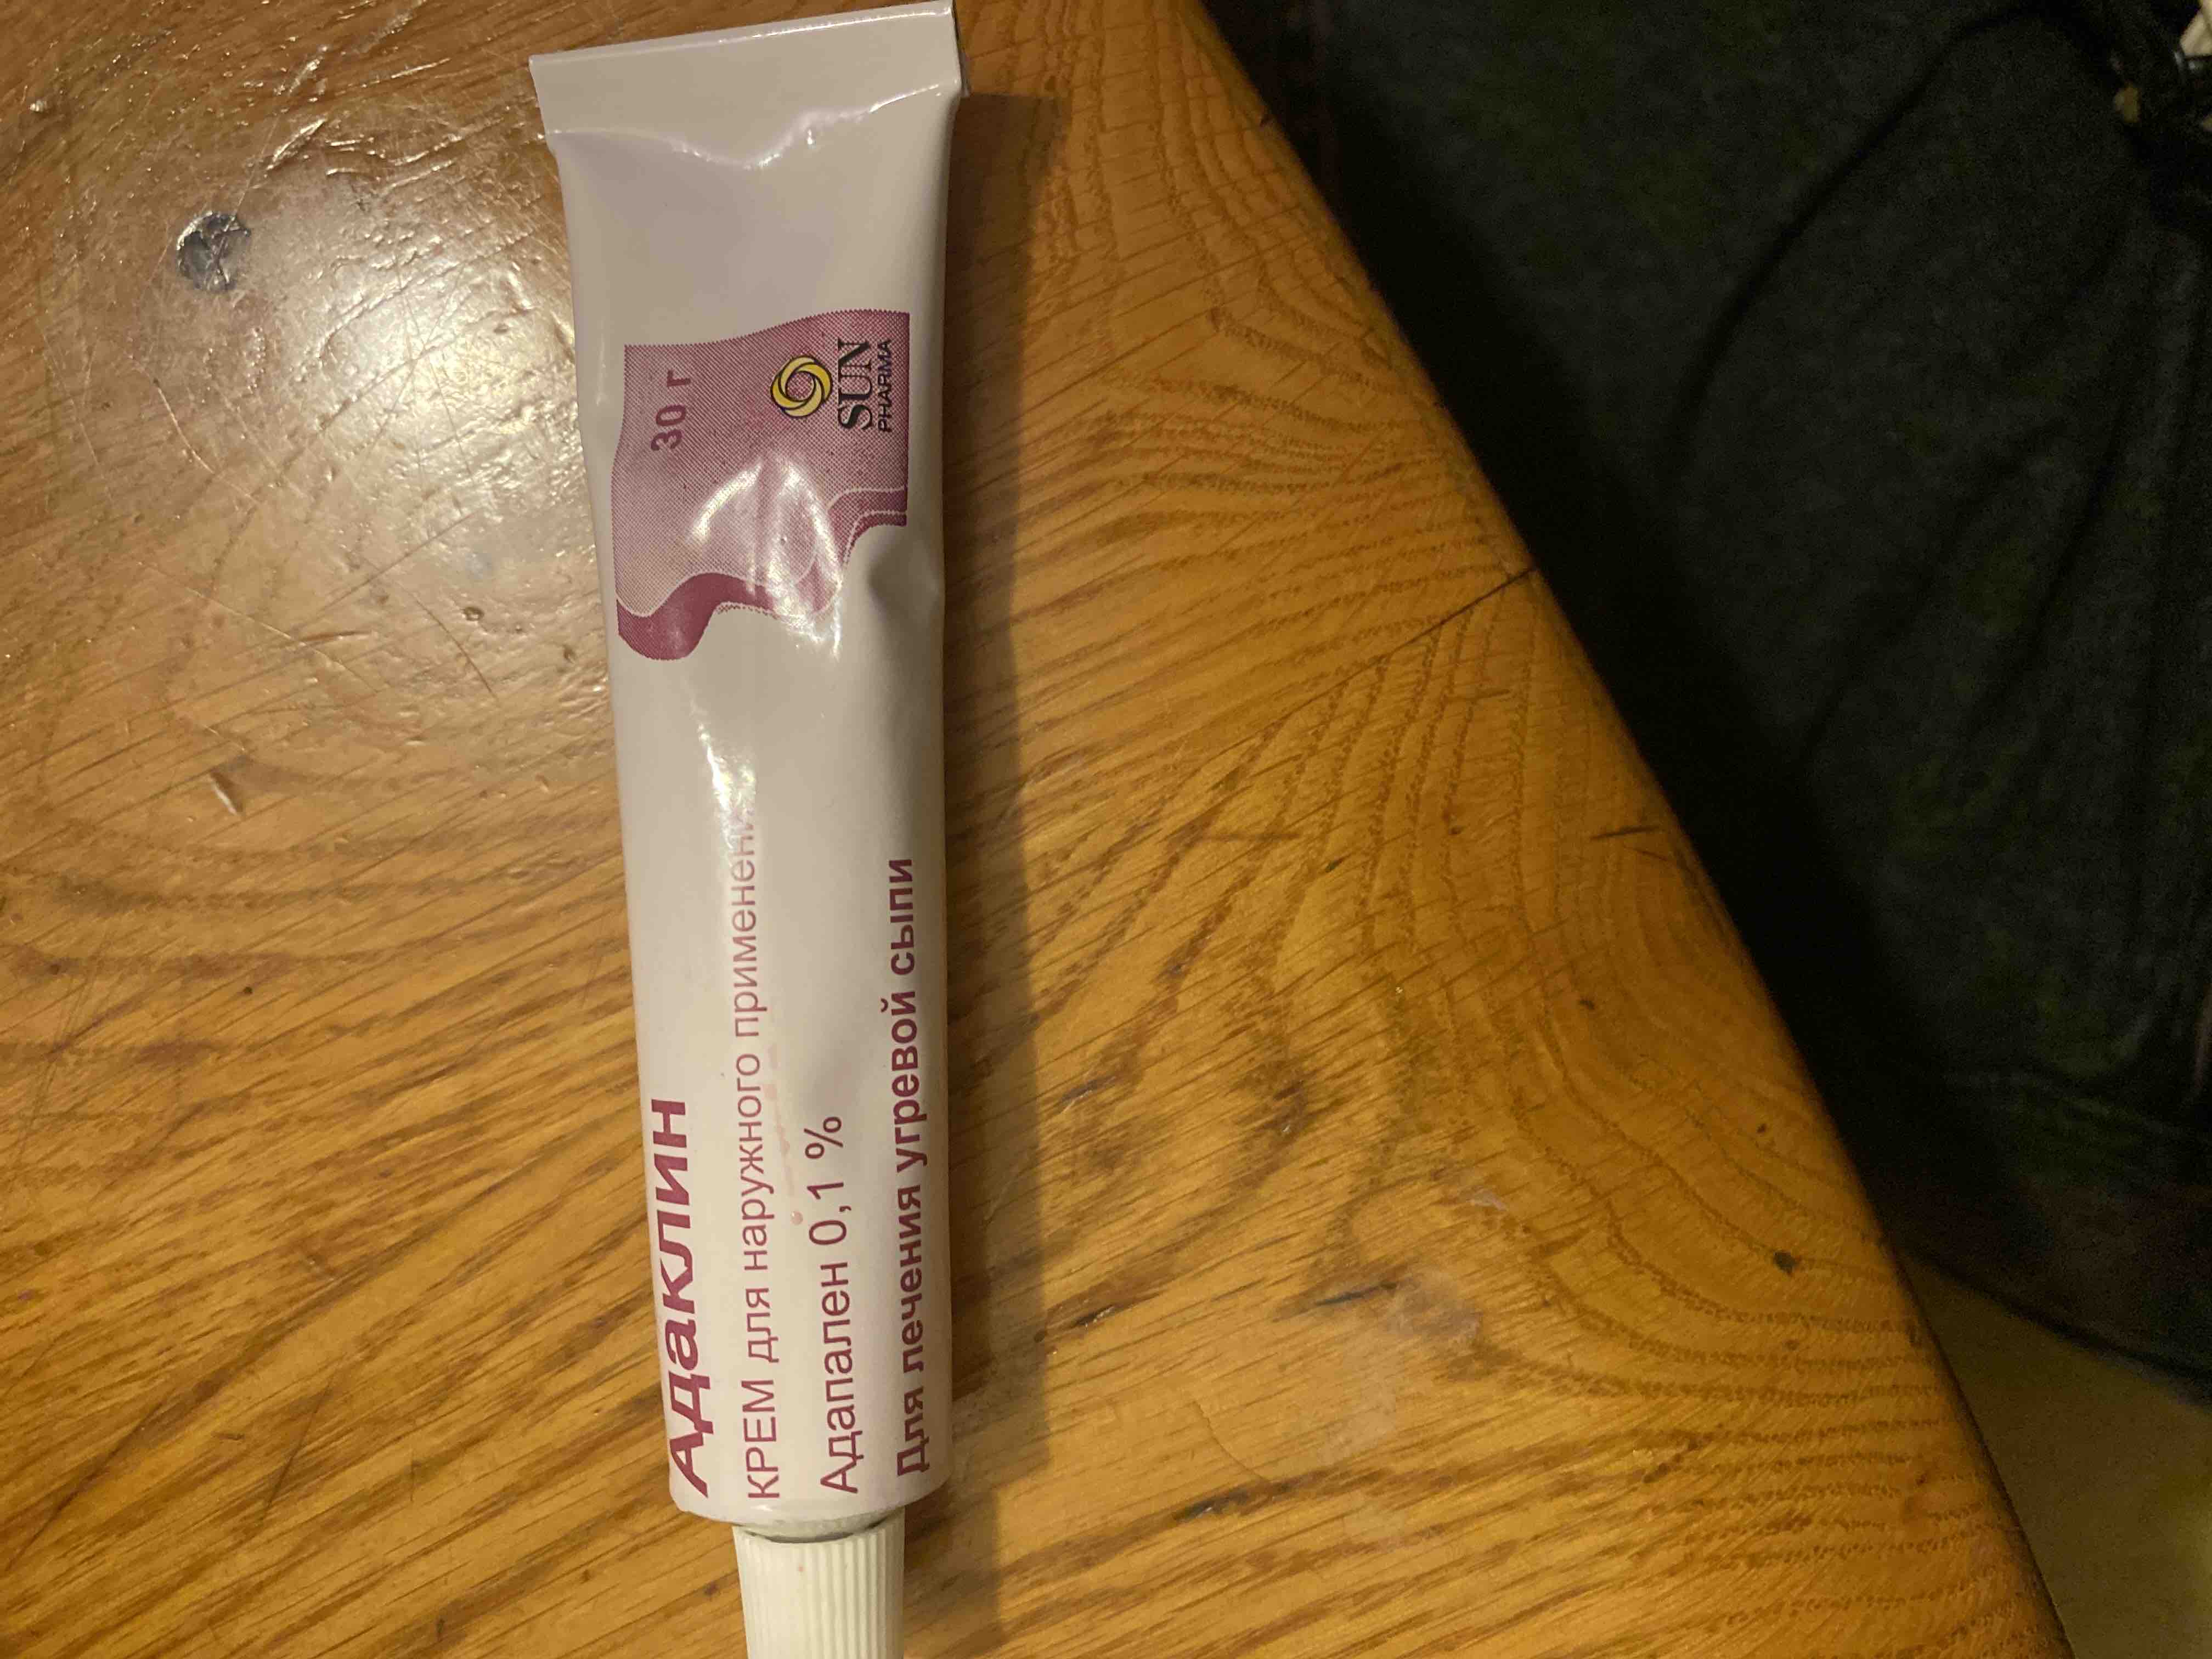 Адаклин
КРЕМ для наружного применения
Адапален 0,1 %
Для лечения угревой сыпи
30 г
SUN
PHARMA